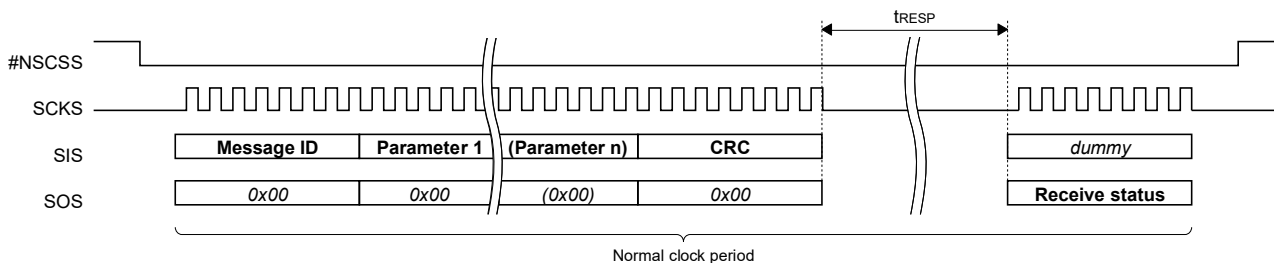 tRESP
#NSCSS
SCKS
SIS Message ID Parameter 1 (Parameter n) CRC dummy
SOS 0x00 0x00 (0x00) 0x00 Receive status
Normal clock period